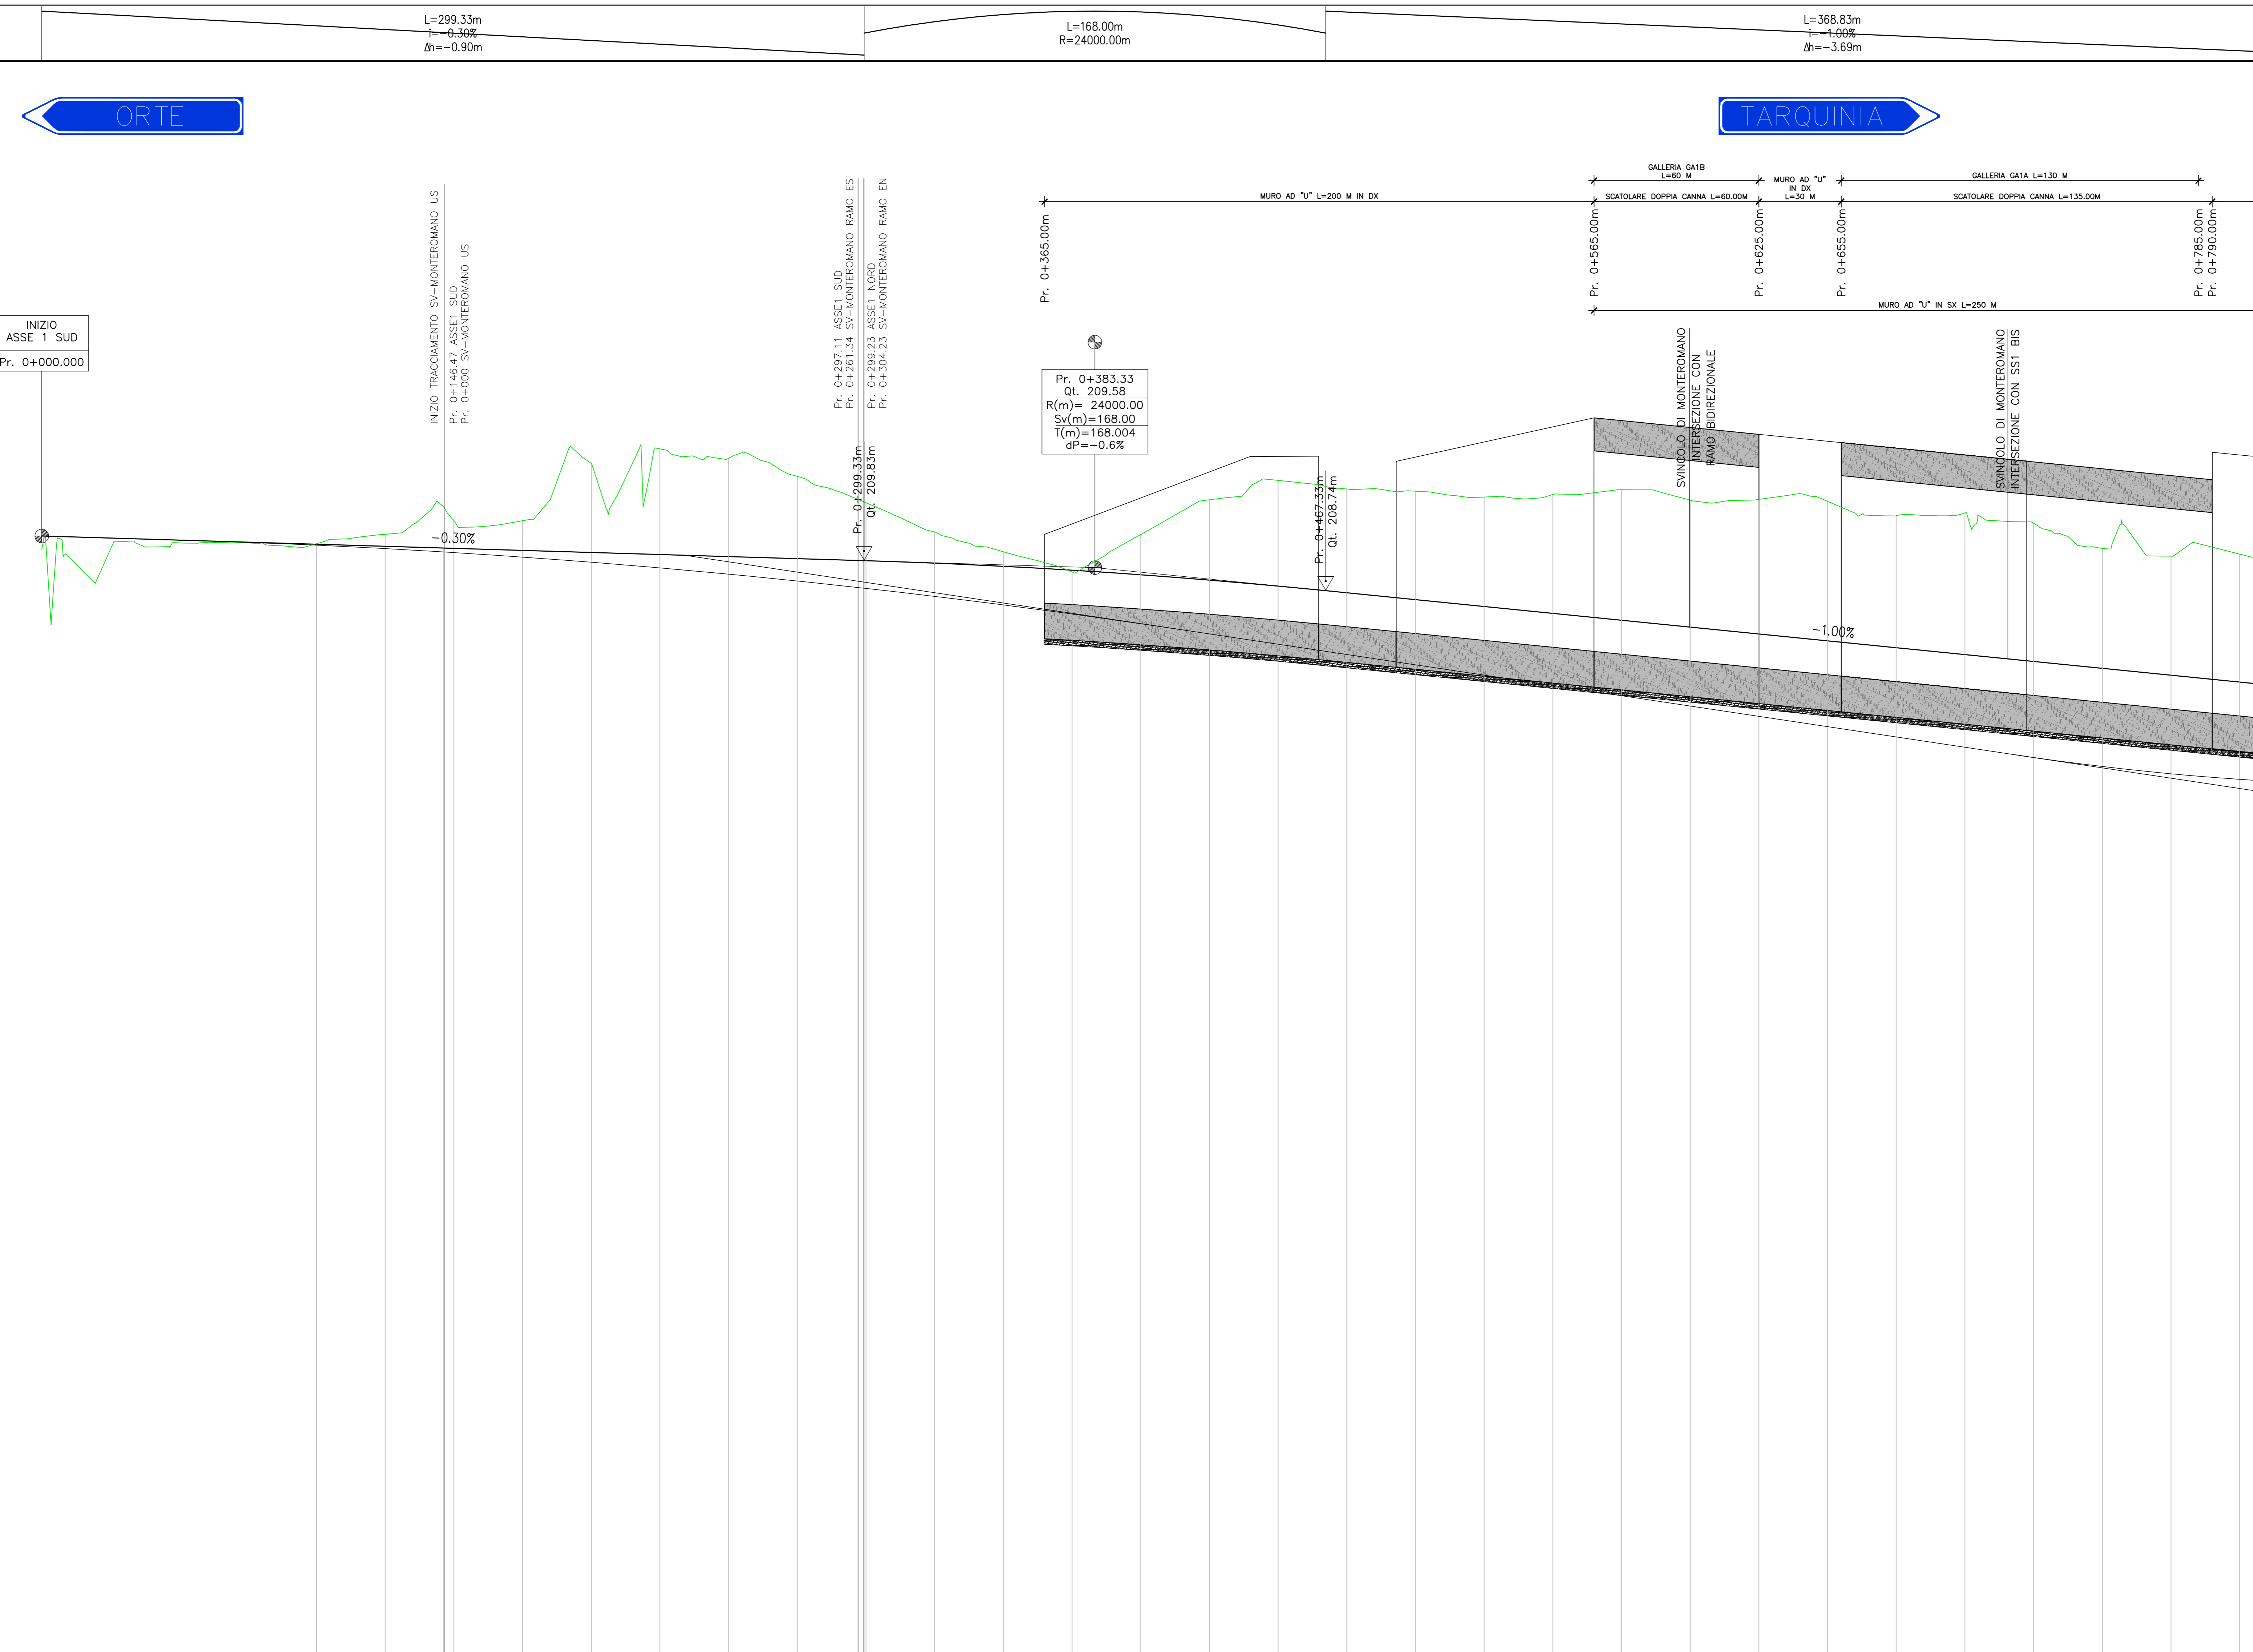 L=299.33m
i=-0.30%
Δh=-0.90m
L=168.00m
R=24000.00m
L=368.83m
i=-1.00%
Δh=-3.69m
ORTE
TARQUINIA
GALLERIA GA1B
L=60 M
MURO AD "U"
IN DX
L=30 M
GALLERIA GA1A L=130 M
MURO AD "U" L=200 M IN DX
SCATOLARE DOPPIA CANNA L=60.00M
SCATOLARE DOPPIA CANNA L=135.00M
INIZIO TRACCIAMENTO SV-MONTEROMANO US
Pr. 0+146.47 ASSE1 SUD
Pr. 0+000 SV-MONTEROMANO US
Pr. 0+297.11 ASSE1 SUD
Pr. 0+261.34 SV-MONTEROMANO RAMO ES
Pr. 0+299.23 ASSE1 NORD
Pr. 0+304.23 SV-MONTEROMANO RAMO EN
Pr. 0+365.00m
Pr. 0+565.00m
Pr. 0+625.00m
Pr. 0+655.00m
Pr. 0+785.00m
Pr. 0+790.00m
MURO AD "U" IN SX L=250 M
INIZIO
ASSE 1 SUD
Pr. 0+000.000
Pr. 0+383.33
Qt. 209.58
R(m)= 24000.00
Sv(m)=168.00
T(m)=168.004
dP=-0.6%
SVINCOLO DI MONTEROMANO
INTERSEZIONE CON
RAMO BIDIREZIONALE
SVINCOLO DI MONTEROMANO
INTERSEZIONE CON SS1 BIS
Pr. 0+299.33m
Qt. 209.83m
Pr. 0+467.33m
Qt. 208.74m
-0.30%
-1.00%